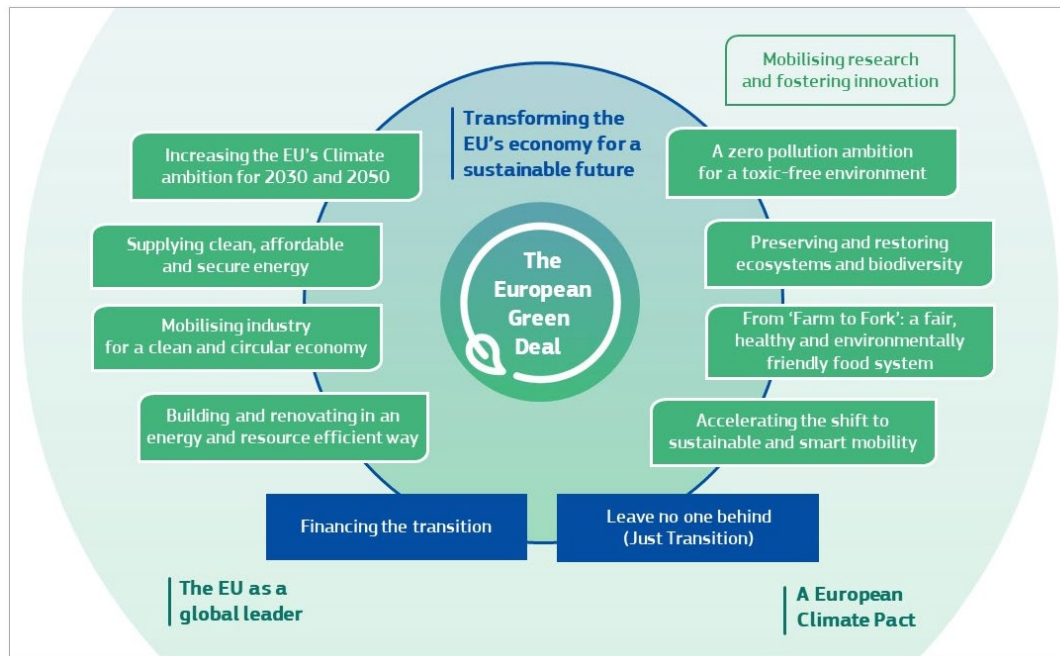 Mobilising research
and fostering innovation
Transforming the
EU's economy for a
sustainable future
Increasing the EU's Climate
ambition for 2030 and 2050
A zero pollution ambition
for a toxic-free environment
Supplying clean, affordable
and secure energy
Preserving and restoring
ecosystems and biodiversity
The
European
Green
Deal
Mobilising industry
for a clean and circular economy
From ‘Farm to Fork’: a fair,
healthy and environmentally
friendly food system
Building and renovating in an
energy and resource efficient way
Accelerating the shift to
sustainable and smart mobility
Financing the transition
Leave no one behind
(Just Transition)
The EU as a
global leader
A European
Climate Pact